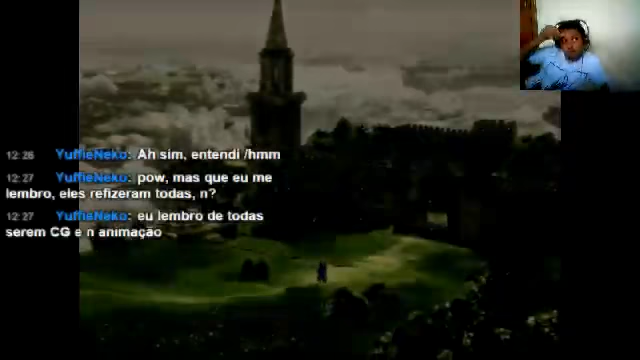 12:26 YuffieNeko: Ah sim, entendi /hmm
12:27 YuffieNeko: pow, mas que eu me
lembro, eles refizeram todas, n?
12:27 YuffieNeko: eu lembro de todas
serem CG e n animação